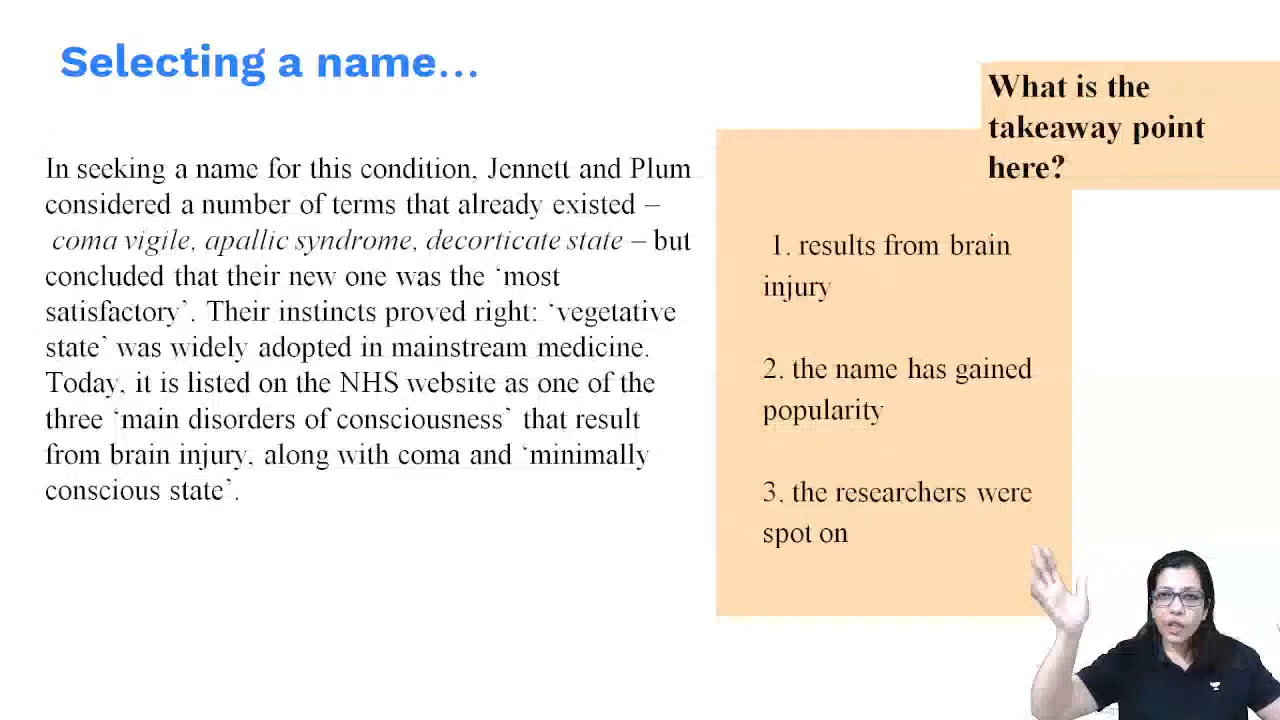 Selecting a name…
What is the
takeaway point
here?
In seeking a name for this condition, Jennett and Plum
considered a number of terms that already existed –
coma vigile, apallic syndrome, decorticate state – but
concluded that their new one was the ‘most
satisfactory’. Their instincts proved right: ‘vegetative
state’ was widely adopted in mainstream medicine.
Today, it is listed on the NHS website as one of the
three ‘main disorders of consciousness’ that result
from brain injury, along with coma and ‘minimally
conscious state’.
1. results from brain
injury
2. the name has gained
popularity
3. the researchers were
spot on